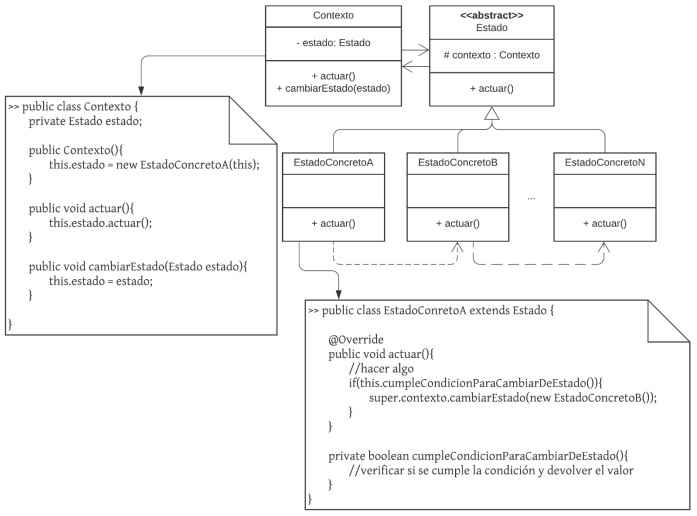 Contexto
- estado: Estado
+ actuar()
+ cambiarEstado(estado)
<<abstract>>
Estado
# contexto : Contexto
+ actuar()
>> public class Contexto {
private Estado estado;
public Contexto(){
this.estado = new EstadoConcretoA(this);
}
public void actuar(){
this.estado.actuar();
}
public void cambiarEstado(Estado estado){
this.estado = estado;
}
}
EstadoConcretoA
+ actuar()
EstadoConcretoB
+ actuar()
...
EstadoConcretoN
+ actuar()
>> public class EstadoConretoA extends Estado {
@Override
public void actuar(){
//hacer algo
if(this.cumpleCondicionParaCambiarDeEstado()){
super.contexto.cambiarEstado(new EstadoConcretoB());
}
}
private boolean cumpleCondicionParaCambiarDeEstado(){
//verificar si se cumple la condición y devolver el valor
}
}